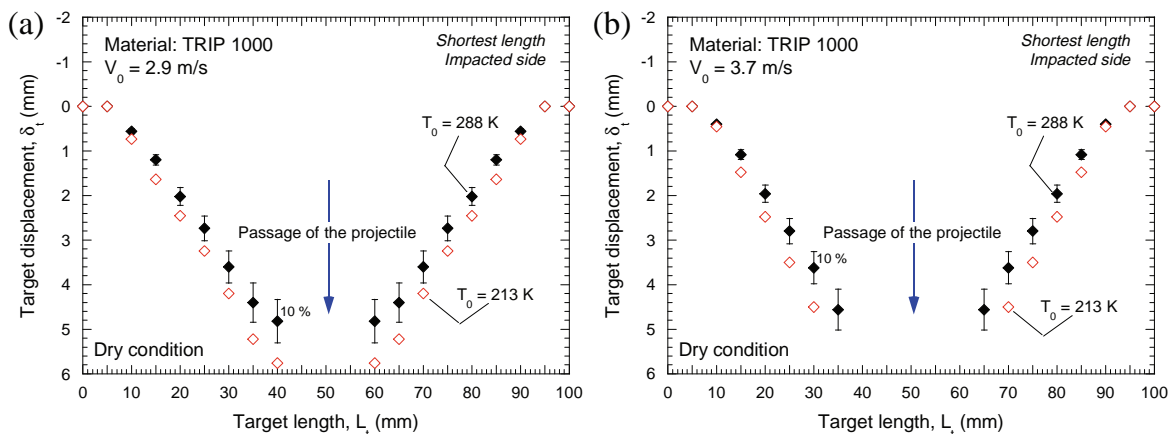 (a)
Material: TRIP 1000
V₀ = 2.9 m/s
Shortest length
Impacted side
T₀ = 288 K
Passage of the projectile
10 %
T₀ = 213 K
Dry condition
Target displacement, δₜ (mm)
-2
-1
0
1
2
3
4
5
6
0 10 20 30 40 50 60 70 80 90 100
Target length, Lₜ (mm)
(b)
Material: TRIP 1000
V₀ = 3.7 m/s
Shortest length
Impacted side
T₀ = 288 K
Passage of the projectile
10 %
T₀ = 213 K
Dry condition
Target displacement, δₜ (mm)
-2
-1
0
1
2
3
4
5
6
0 10 20 30 40 50 60 70 80 90 100
Target length, Lₜ (mm)